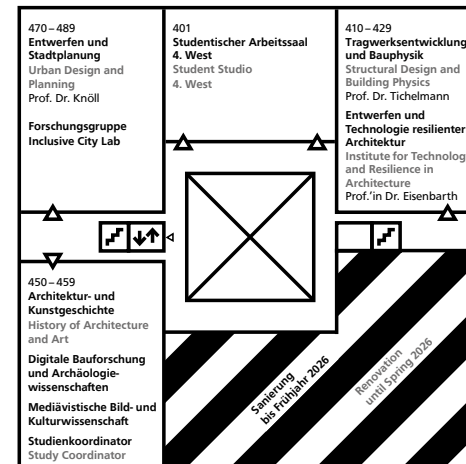 470–489
Entwerfen und
Stadtplanung
Urban Design and
Planning
Prof. Dr. Knöll
Forschungsgruppe
Inclusive City Lab
401
Studentischer Arbeitssaal
4. West
Student Studio
4. West
410–429
Tragwerksentwicklung
und Bauphysik
Structural Design and
Building Physics
Prof. Dr. Tichelmann
Entwerfen und
Technologie resilienter
Architektur
Institute for Technolog
and Resilience in
Architecture
Prof.'in Dr. Eisenbarth
450–459
Architektur- und
Kunstgeschichte
History of Architecture
and Art
Digitale Bauforschung
und Archäologie-
wissenschaften
Mediävistische Bild- und
Kulturwissenschaft
Studienkoordinator
Study Coordinator
Sanierung
bis Frühjahr 2026
Renovation
until Spring 2026